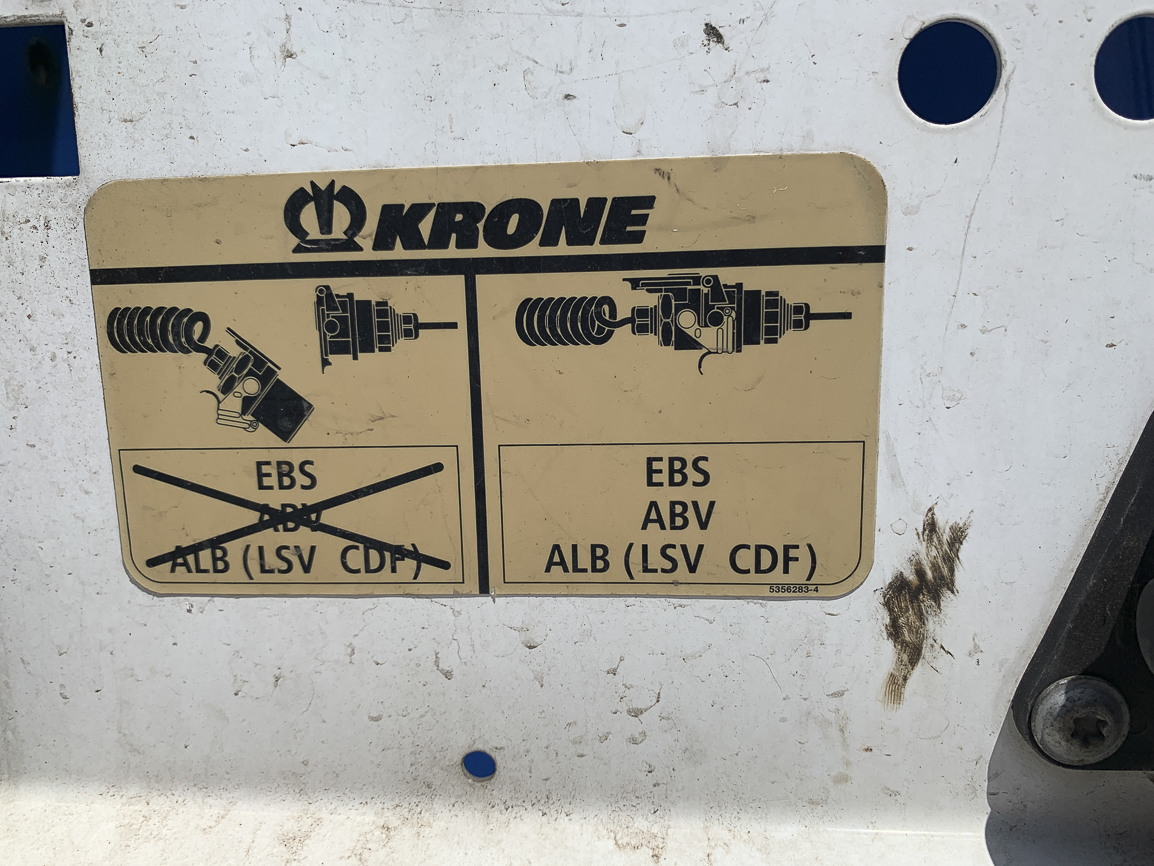 KRONE
EBS
ABV
ALB (LSV CDF)
EBS
ABV
ALB (LSV CDF)
5356283-4